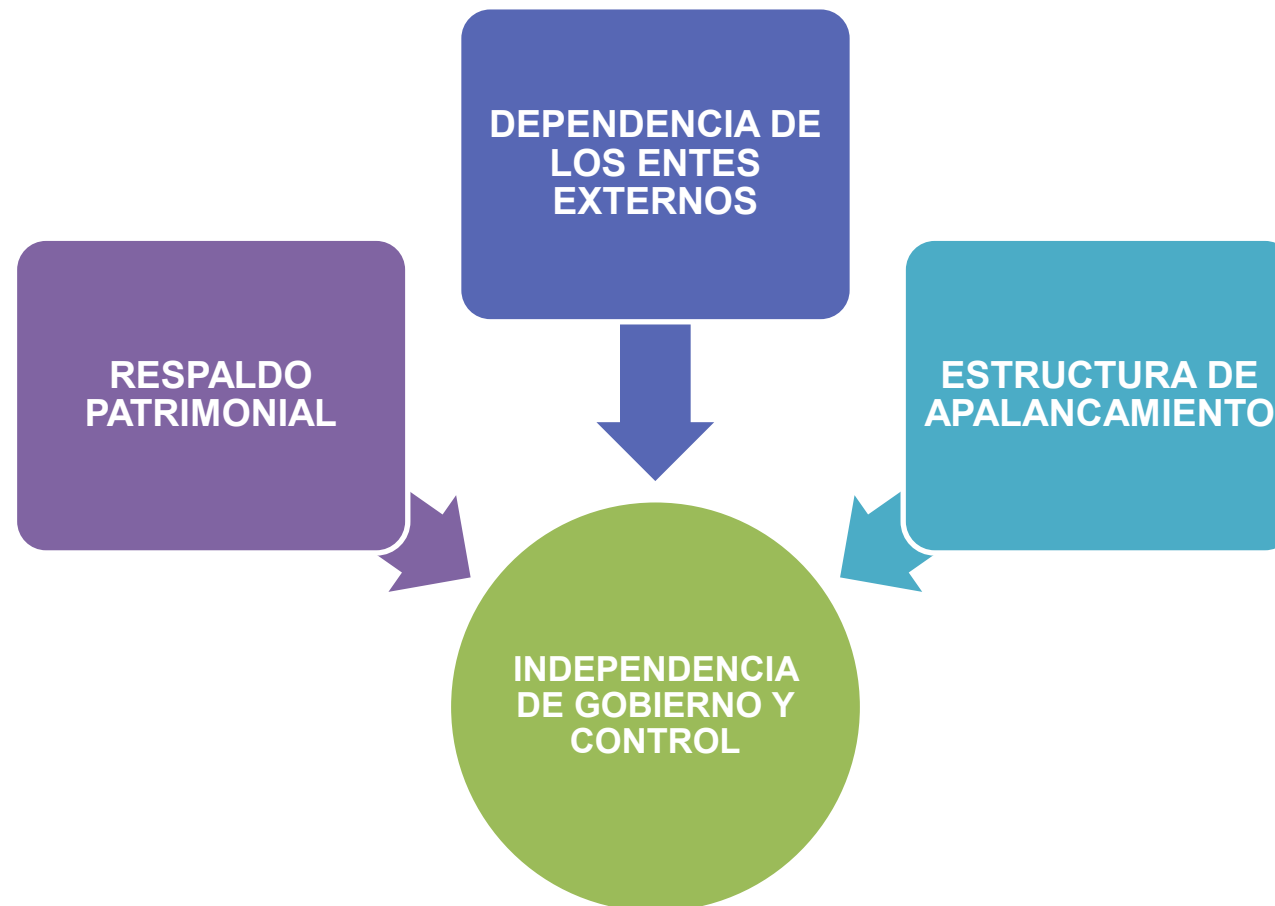 DEPENDENCIA DE
LOS ENTES
EXTERNOS
RESPALDO
PATRIMONIAL
ESTRUCTURA DE
APALANCAMIENTO
INDEPENDENCIA
DE GOBIERNO Y
CONTROL